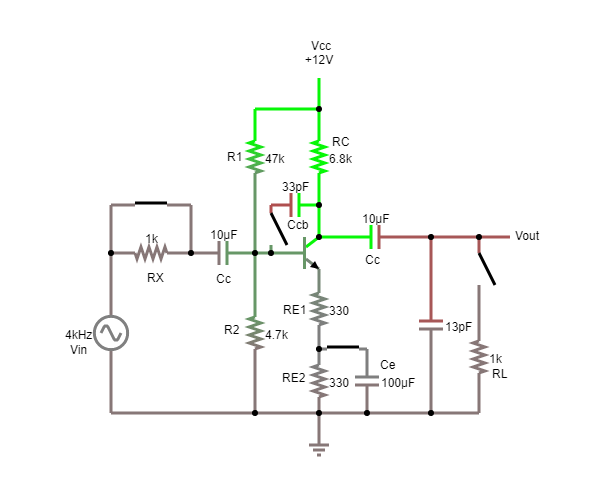 Vcc
+12V
RC
6.8k
R1
47k
33pF
Ccb
1k
RX
10µF
Cc
10µF
Cc
Vout
4kHz
Vin
R2
4.7k
RE1
330
13pF
1k
RL
RE2
330
Ce
100µF